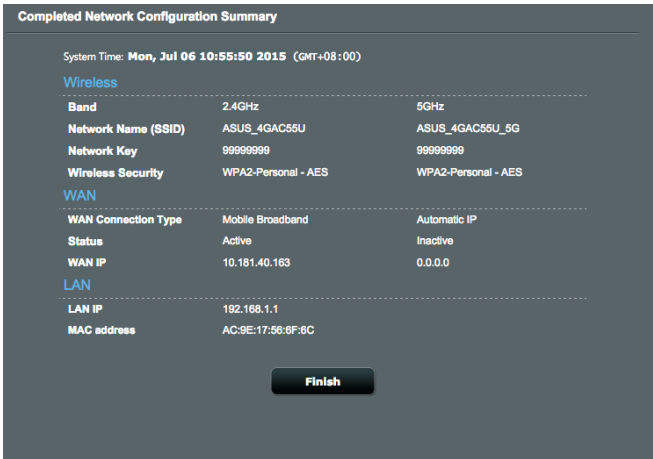 Completed Network Configuration Summary
System Time: Mon, Jul 06 10:55:50 2015 (GMT+08:00)
Wireless
Band 2.4GHz 5GHz
Network Name (SSID) ASUS_4GAC55U ASUS_4GAC55U_5G
Network Key 99999999 99999999
Wireless Security WPA2-Personal - AES WPA2-Personal - AES
WAN
WAN Connection Type Mobile Broadband Automatic IP
Status Active Inactive
WAN IP 10.181.40.163 0.0.0.0
LAN
LAN IP 192.168.1.1
MAC address AC:9E:17:56:6F:6C
Finish